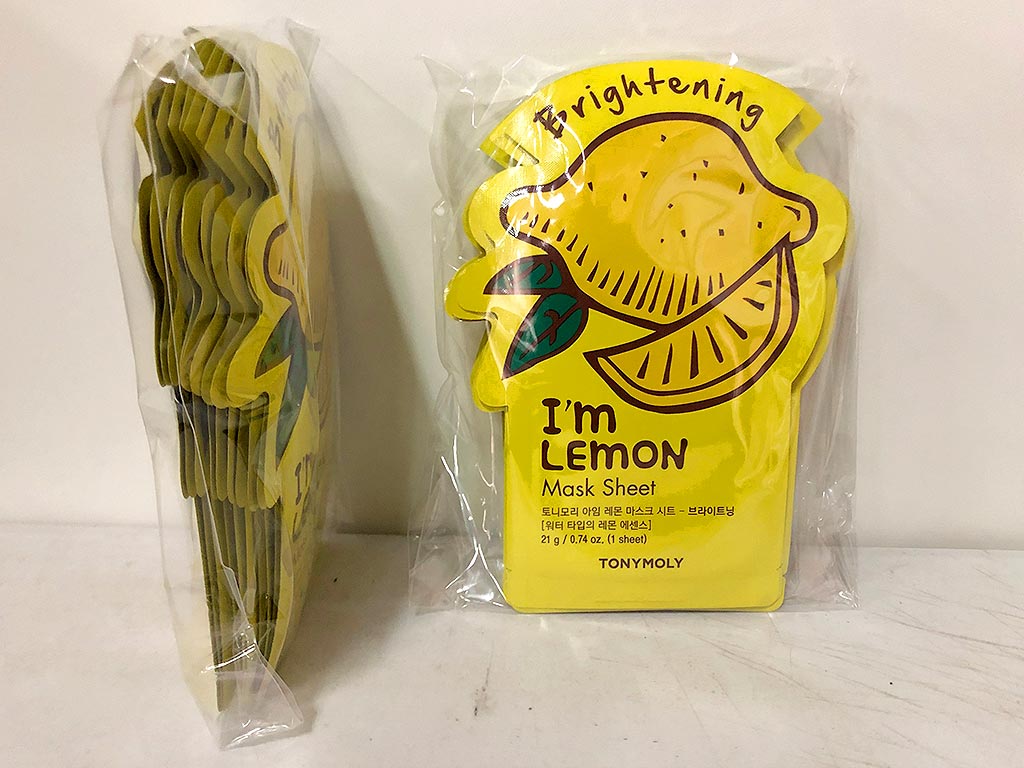 Brightening
I'm
LEMON
Mask Sheet
토니모리 아임 레몬 마스크 시트 – 브라이트닝
[워터 타입의 레몬 에센스]
21 g / 0.74 oz. (1 sheet)
TONYMOLY